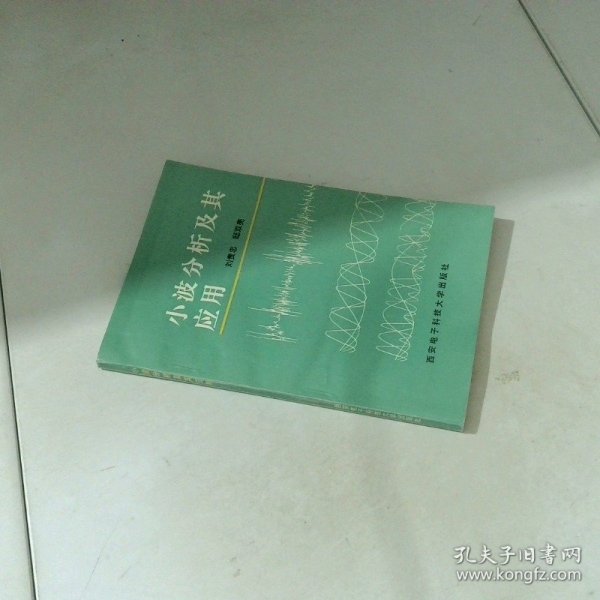 小波分析及其
应用
刘贵忠 邸双亮
西安电子科技大学出版社
孔夫子旧书网
www.kongfz.com